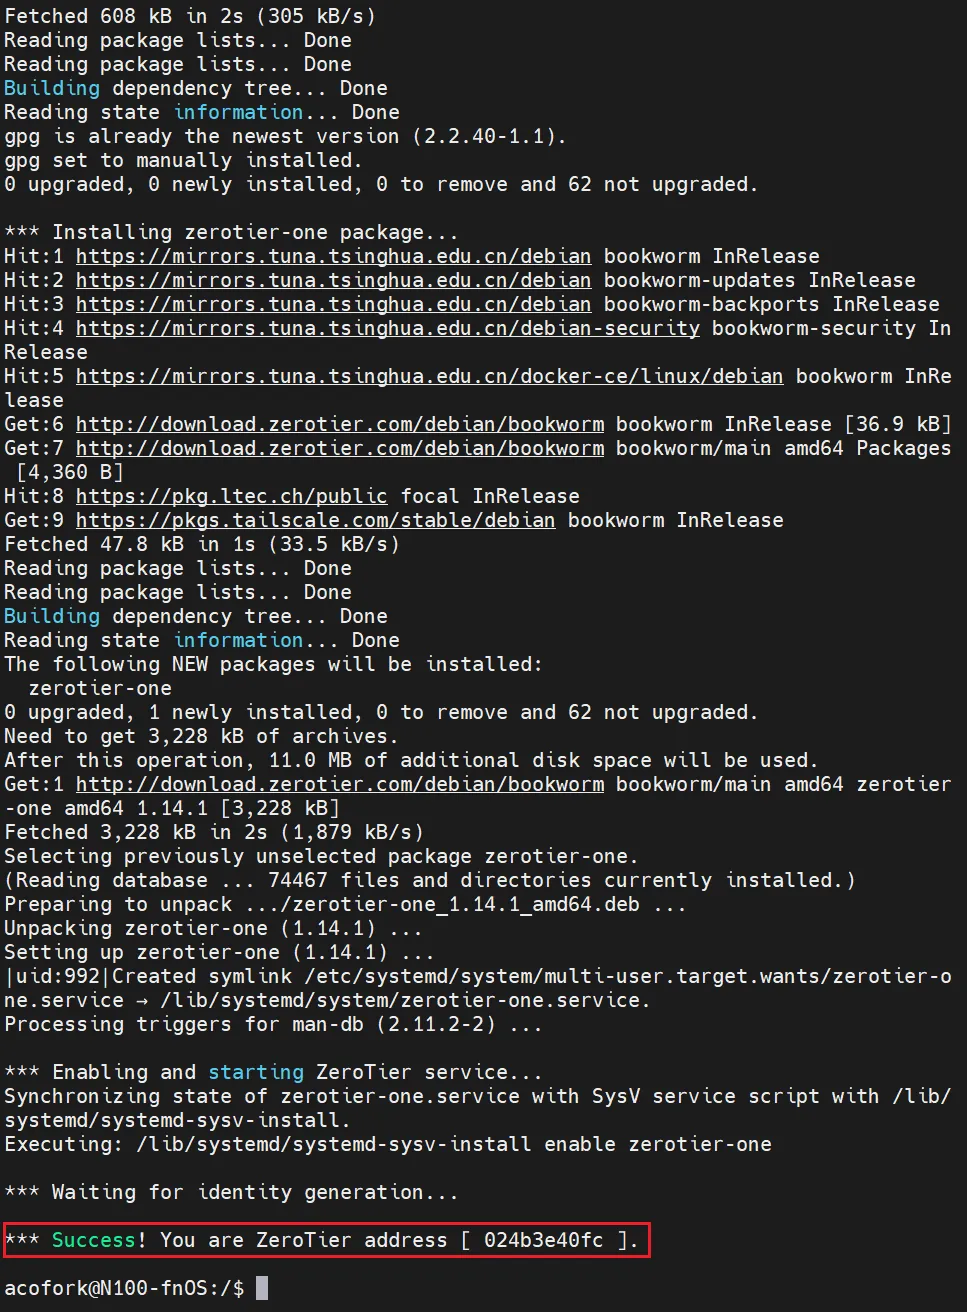 Fetched 608 kB in 2s (305 kB/s)
Reading package lists... Done
Reading package lists... Done
Building dependency tree... Done
Reading state information... Done
gpg is already the newest version (2.2.40-1.1).
gpg set to manually installed.
0 upgraded, 0 newly installed, 0 to remove and 62 not upgraded.
*** Installing zerotier-one package...
Hit:1 https://mirrors.tuna.tsinghua.edu.cn/debian bookworm InRelease
Hit:2 https://mirrors.tuna.tsinghua.edu.cn/debian bookworm-updates InRelease
Hit:3 https://mirrors.tuna.tsinghua.edu.cn/debian bookworm-backports InRelease
Hit:4 https://mirrors.tuna.tsinghua.edu.cn/debian-security bookworm-security In
Release
Hit:5 https://mirrors.tuna.tsinghua.edu.cn/docker-ce/linux/debian bookworm InRe
lease
Get:6 http://download.zerotier.com/debian/bookworm bookworm InRelease [36.9 kB]
Get:7 http://download.zerotier.com/debian/bookworm bookworm/main amd64 Packages
[4,360 B]
Hit:8 https://pkg.ltec.ch/public focal InRelease
Get:9 https://pkgs.tailscale.com/stable/debian bookworm InRelease
Fetched 47.8 kB in 1s (33.5 kB/s)
Reading package lists... Done
Reading package lists... Done
Building dependency tree... Done
Reading state information... Done
The following NEW packages will be installed:
  zerotier-one
0 upgraded, 1 newly installed, 0 to remove and 62 not upgraded.
Need to get 3,228 kB of archives.
After this operation, 11.0 MB of additional disk space will be used.
Get:1 http://download.zerotier.com/debian/bookworm bookworm/main amd64 zerotier
-one amd64 1.14.1 [3,228 kB]
Fetched 3,228 kB in 2s (1,879 kB/s)
Selecting previously unselected package zerotier-one.
(Reading database ... 74467 files and directories currently installed.)
Preparing to unpack .../zerotier-one_1.14.1_amd64.deb ...
Unpacking zerotier-one (1.14.1) ...
Setting up zerotier-one (1.14.1) ...
|uid:992|Created symlink /etc/systemd/system/multi-user.target.wants/zerotier-o
ne.service → /lib/systemd/system/zerotier-one.service.
Processing triggers for man-db (2.11.2-2) ...
*** Enabling and starting ZeroTier service...
Synchronizing state of zerotier-one.service with SysV service script with /lib/
systemd/systemd-sysv-install.
Executing: /lib/systemd/systemd-sysv-install enable zerotier-one
*** Waiting for identity generation...
*** Success! You are ZeroTier address [ 024b3e40fc ].
acofork@N100-fnOS:/$